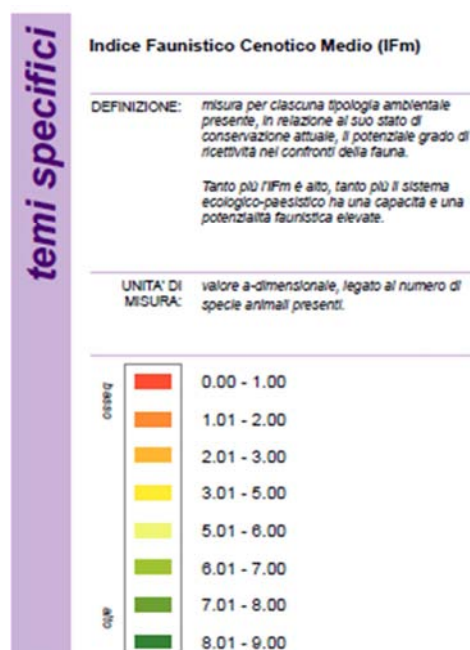 temi specifici
Indice Faunistico Cenotico Medio (IFm)
DEFINIZIONE: misura per ciascuna tipologia ambientale
presente, in relazione al suo stato di
conservazione attuale, il potenziale grado di
ricettività nei confronti della fauna.
Tanto più l'IFm è alto, tanto più il sistema
ecologico-paesistico ha una capacità e una
potenzialità faunistica elevate.
UNITA' DI
MISURA:
valore a-dimensionale, legato al numero di
specie animali presenti.
basso
0.00 - 1.00
1.01 - 2.00
2.01 - 3.00
3.01 - 5.00
5.01 - 6.00
6.01 - 7.00
7.01 - 8.00
alto
8.01 - 9.00